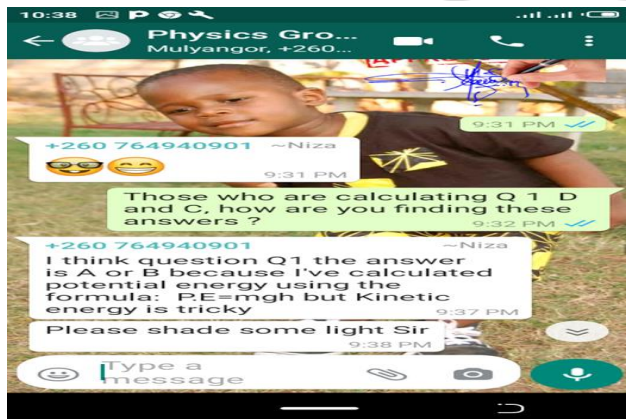 10:38
Physics Gro...
Mulyangor, +260...
9:31 PM
+260 764940901 ~Niza
🤓😁
9:31 PM
Those who are calculating Q 1 D
and C, how are you finding these
answers ?
9:32 PM
+260 764940901 ~Niza
I think question Q1 the answer
is A or B because I've calculated
potential energy using the
formula: P.E=mgh but Kinetic
energy is tricky
9:37 PM
Please shade some light Sir
9:38 PM
Type a
message